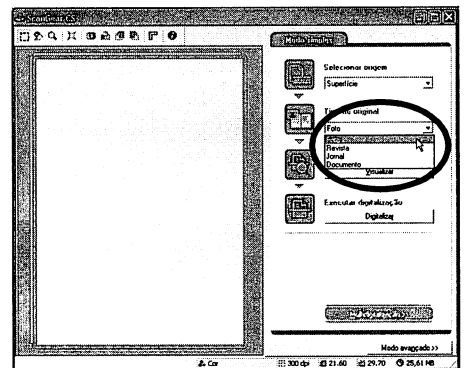 ScanGear CS
Modo simples
Selecionar origem
Superfície
Tipo de original
Foto
Foto
Revista
Jornal
Documento
Visualizar
Executar digitalização
Digitalizar
Modo avançado >>
Cor
300 dpi 21.60 29.70 25,61 MB